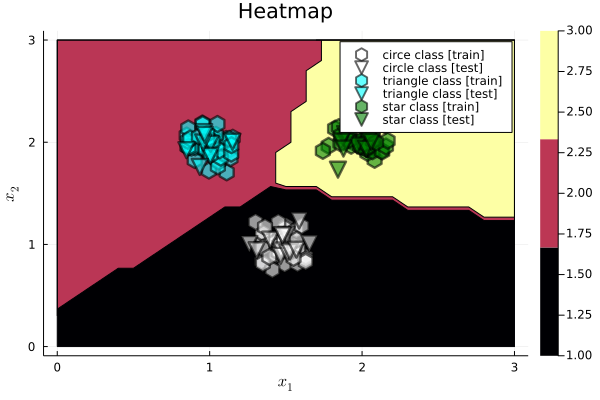 Heatmap
3
2
1
0
x₂
0
1
2
3
x₁
circe class [train]
circle class [test]
triangle class [train]
triangle class [test]
star class [train]
star class [test]
3.00
2.75
2.50
2.25
2.00
1.75
1.50
1.25
1.00